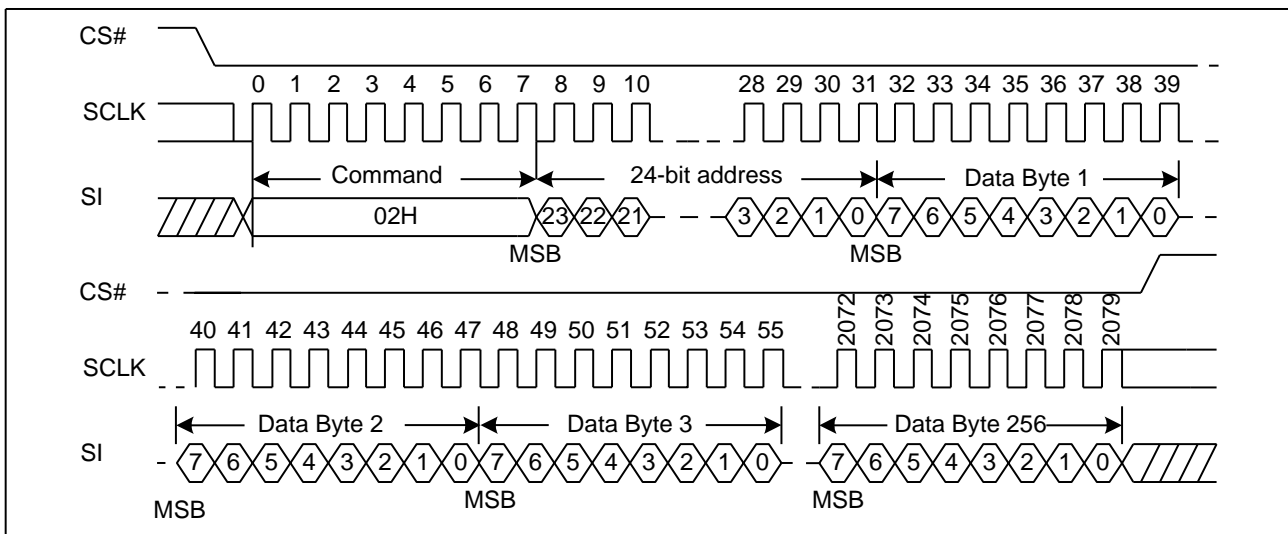 CS#
0 1 2 3 4 5 6 7 8 9 10 28 29 30 31 32 33 34 35 36 37 38 39
SCLK
Command 24-bit address Data Byte 1
SI
02H 23 22 21 3 2 1 0 7 6 5 4 3 2 1 0
MSB MSB
CS#
40 41 42 43 44 45 46 47 48 49 50 51 52 53 54 55 2072 2073 2074 2075 2076 2077 2078 2079
SCLK
Data Byte 2 Data Byte 3 Data Byte 256
SI
7 6 5 4 3 2 1 0 7 6 5 4 3 2 1 0 7 6 5 4 3 2 1 0
MSB MSB MSB